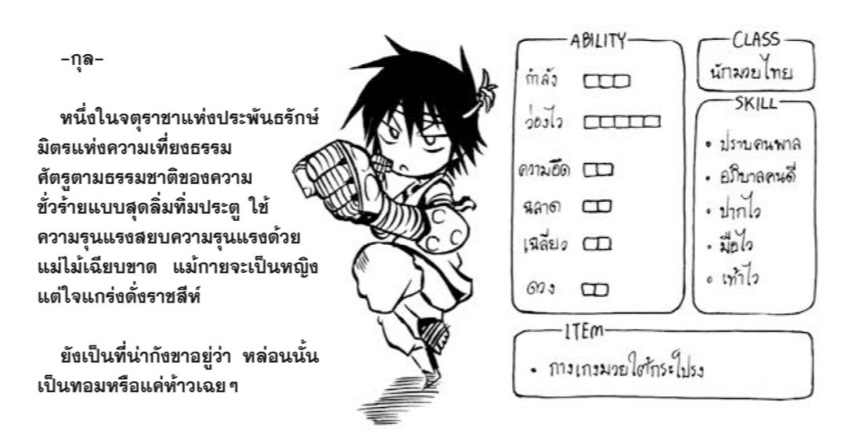 -กุล-
หนึ่งในจตุราชาแห่งประพันธรักษ์
มิตรแห่งความเที่ยงธรรม
ศัตรูตามธรรมชาติของความ
ชั่วร้ายแบบสุดลิ่มทิ่มประตู ใช้
ความรุนแรงสยบความรุนแรงด้วย
แม่ไม้เฉียบขาด แม้กายจะเป็นหญิง
แต่ใจแกร่งดั่งราชสีห์
ยังเป็นที่น่ากังขาอยู่ว่า หล่อนนั้น
เป็นทอมหรือแค่ห้าวเฉยๆ
ABILITY
กำลัง
ว่องไว
ความอึด
ฉลาด
เฉลียว
ดวง
CLASS
นักมวยไทย
SKILL
• ปราบคนพาล
• อภิบาลคนดี
• ปากไว
• มือไว
• เท้าไว
ITEM
• กางเกงมวยใต้กระโปรง